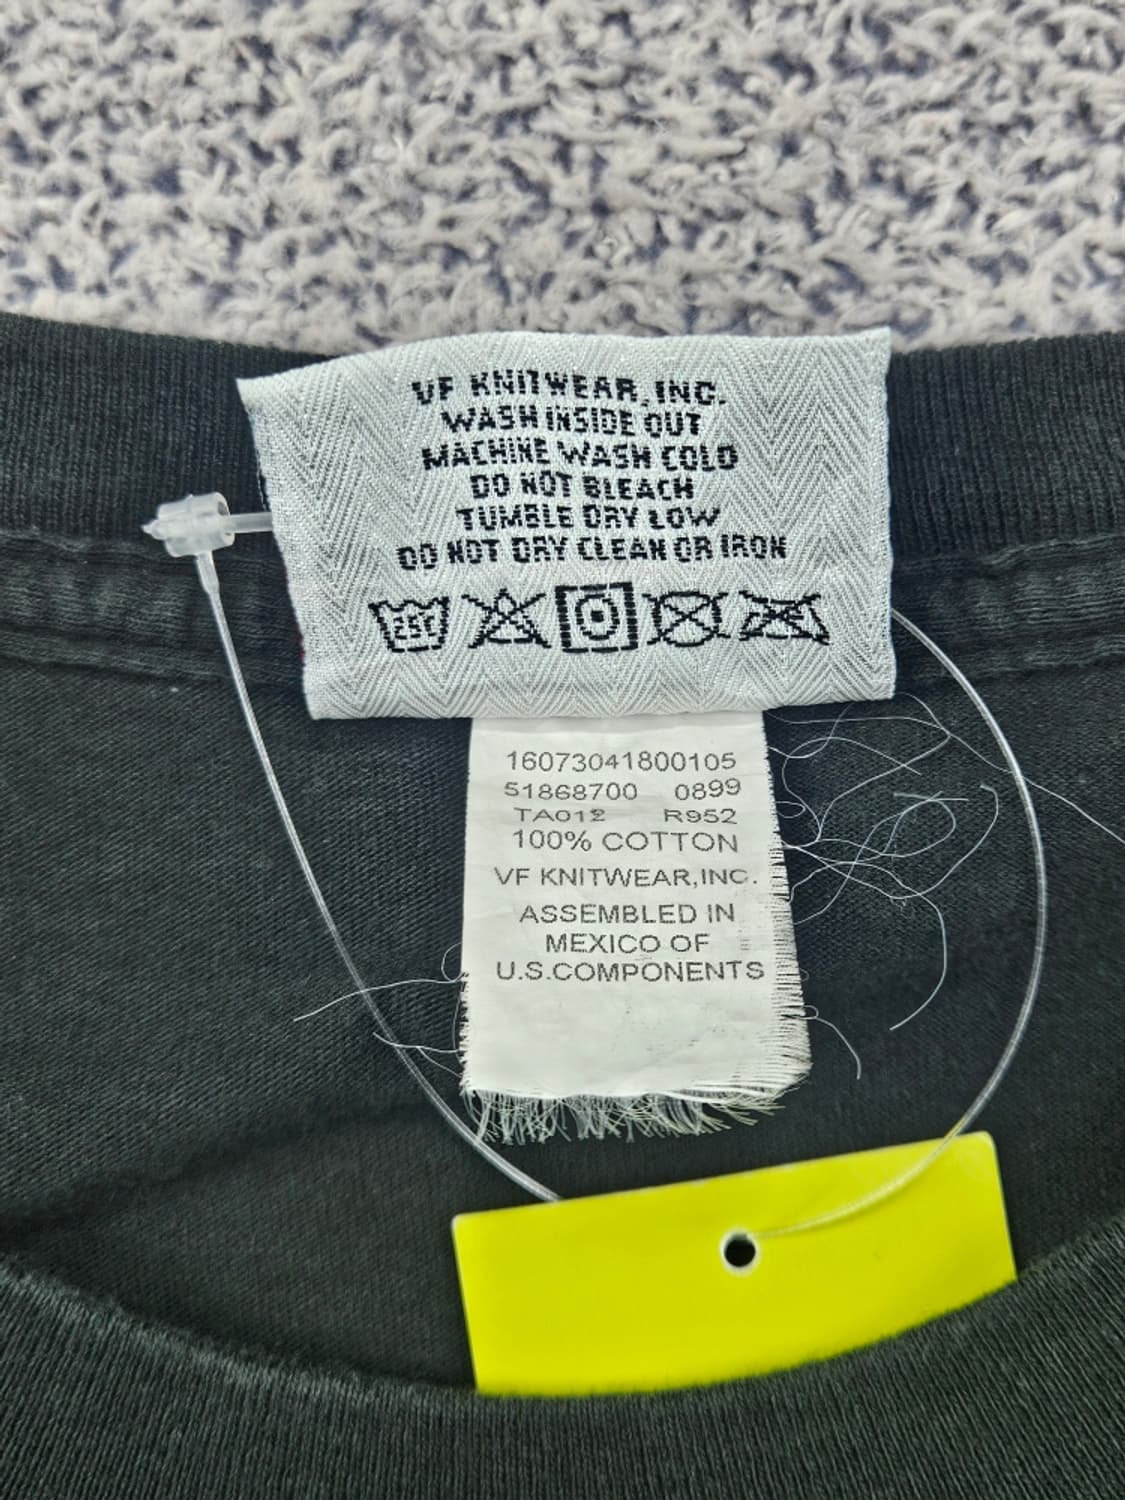 VF KNITWEAR, INC.
WASH INSIDE OUT
MACHINE WASH COLD
DO NOT BLEACH
TUMBLE DRY LOW
DO NOT DRY CLEAN OR IRON
16073041800105
51868700 0899
TA012 R952
100% COTTON
VF KNITWEAR,INC.
ASSEMBLED IN
MEXICO OF
U.S.COMPONENTS